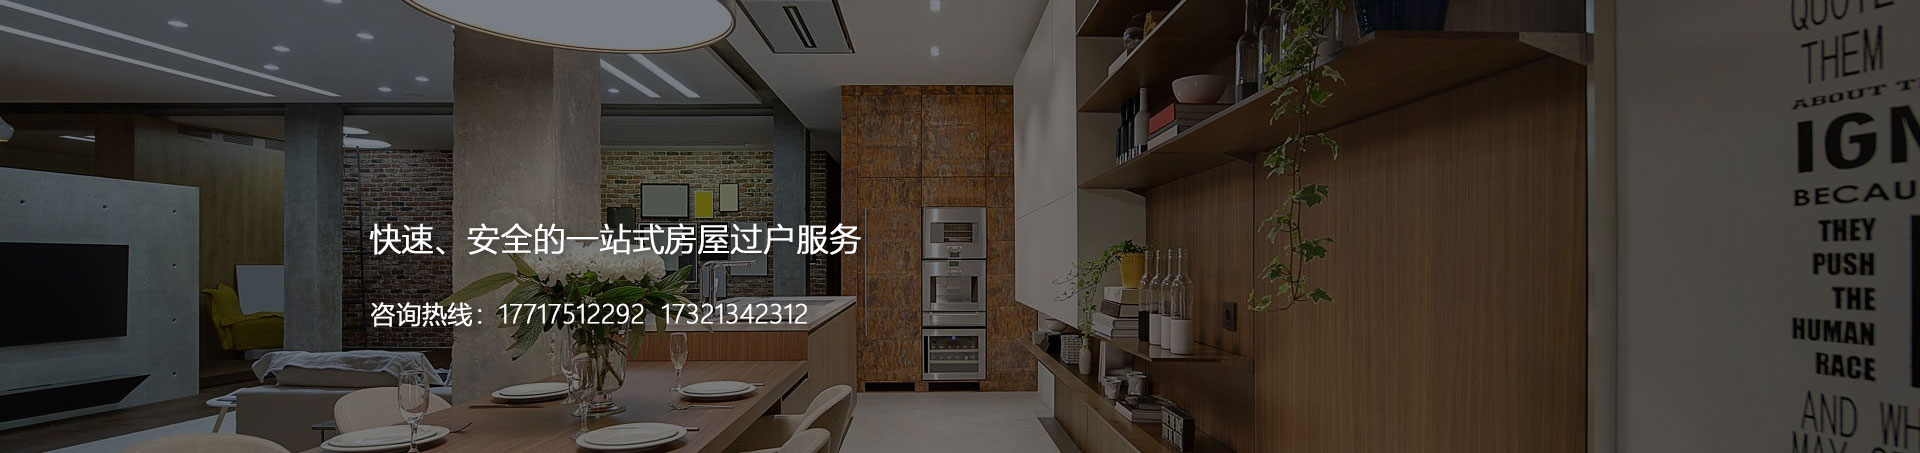 快速、安全的一站式房屋过户服务
咨询热线：17717512292 17321342312
QUOTE
THEM
ABOUT
IGN
BECAU
THEY
PUSH
THE
HUMAN
RACE
AND WH
MAY